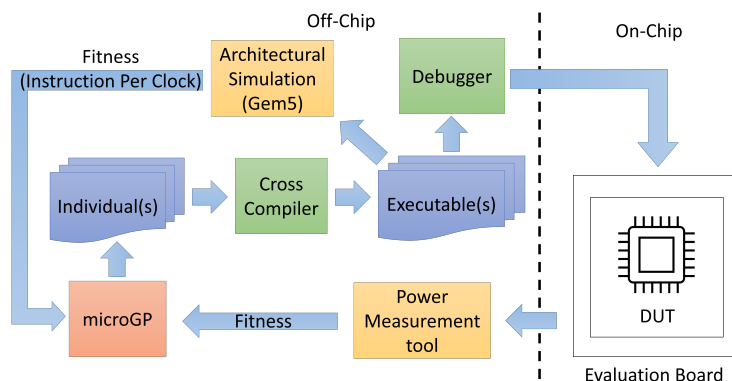 Off-Chip
On-Chip
Fitness
(Instruction Per Clock)
Architectural
Simulation
(Gem5)
Debugger
Individual(s)
Cross
Compiler
Executable(s)
microGP
Fitness
Power
Measurement
tool
DUT
Evaluation Board